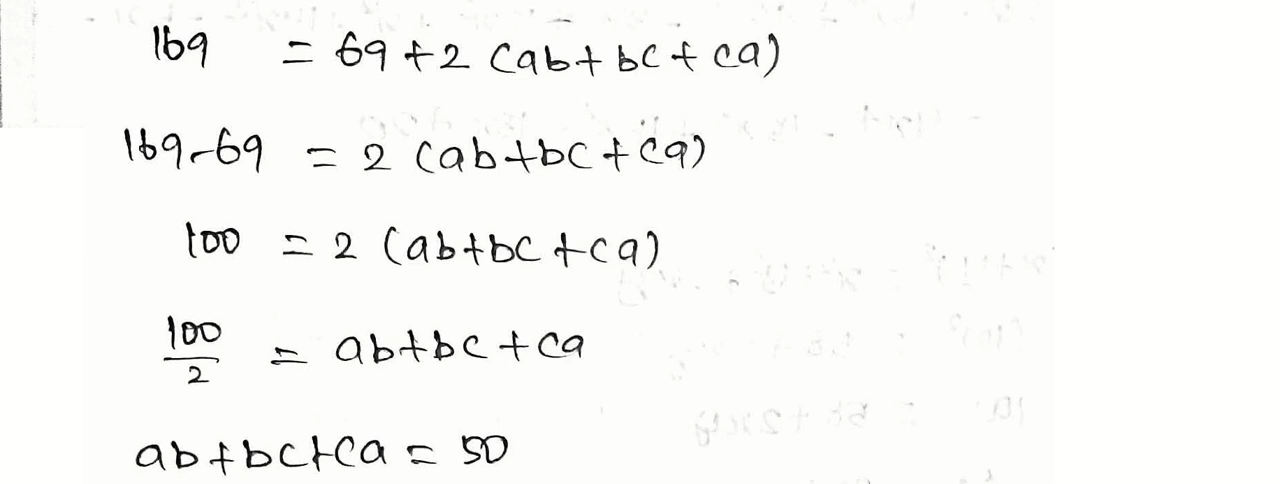 169 = 69 + 2 (ab + bc + ca)
169 - 69 = 2 (ab + bc + ca)
100 = 2 (ab + bc + ca)
100/2 = ab + bc + ca
ab + bc + ca = 50